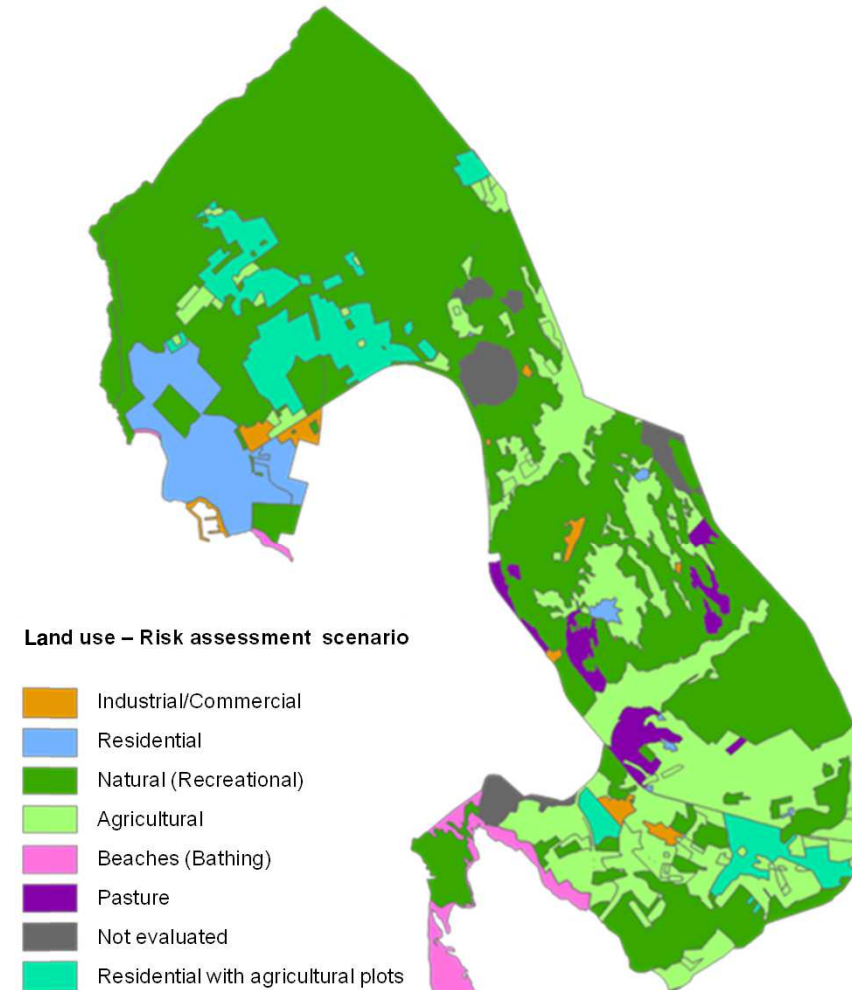 Land use – Risk assessment scenario
Industrial/Commercial
Residential
Natural (Recreational)
Agricultural
Beaches (Bathing)
Pasture
Not evaluated
Residential with agricultural plots